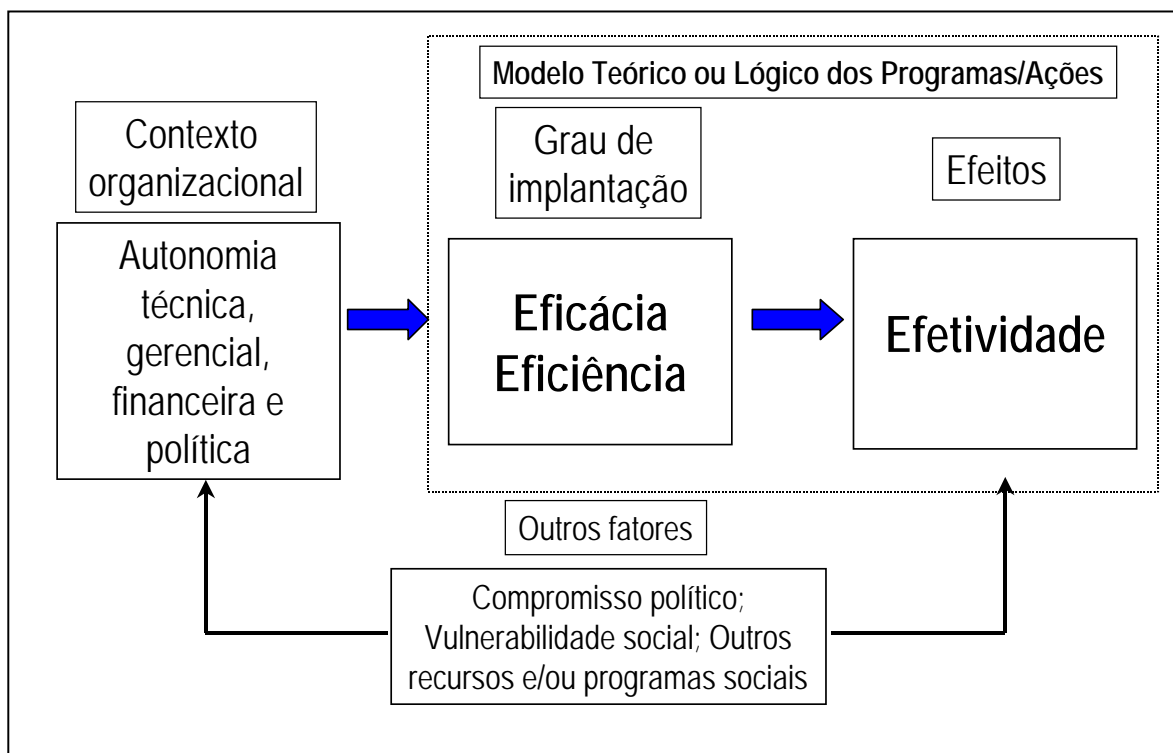 Modelo Teórico ou Lógico dos Programas/Ações
Contexto
organizacional
Grau de
implantação
Efeitos
Autonomia
técnica,
gerencial,
financeira e
política
Eficácia
Eficiência
Efetividade
Outros fatores
Compromisso político;
Vulnerabilidade social; Outros
recursos e/ou programas sociais